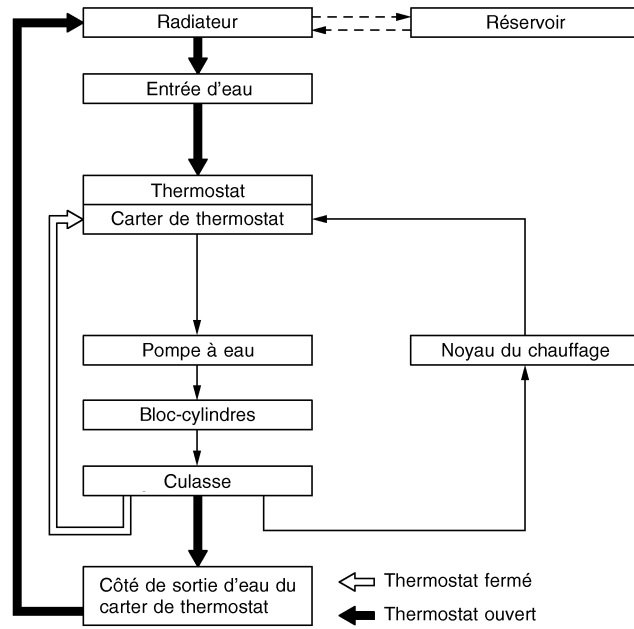 Radiateur
Réservoir
Entrée d'eau
Thermostat
Carter de thermostat
Pompe à eau
Noyau du chauffage
Bloc-cylindres
Culasse
Côté de sortie d'eau du
carter de thermostat
Thermostat fermé
Thermostat ouvert